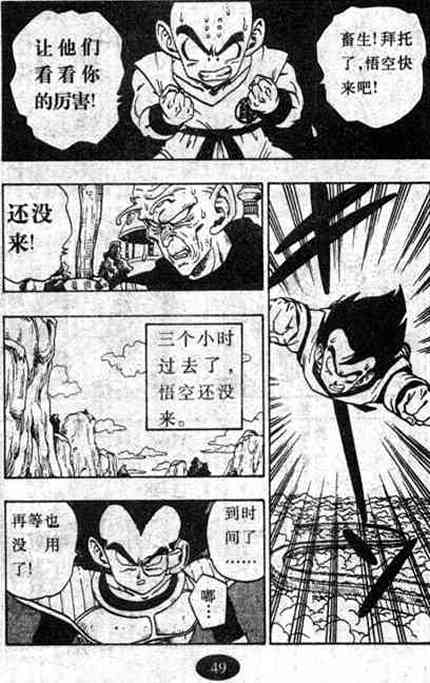 畜生!拜托
了,悟空快
来吧!
让他们
看看你
的厉害!
还没
来!
三个小时
过去了,
悟空还没
来。
到时
间了
……
嘟…
再等也
没用
了!
49